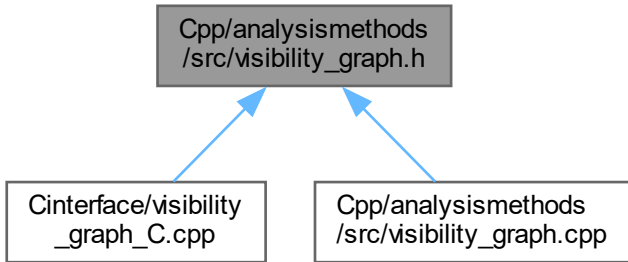 Cpp/analysismethods
/src/visibility_graph.h
Cinterface/visibility
_graph_C.cpp
Cpp/analysismethods
/src/visibility_graph.cpp